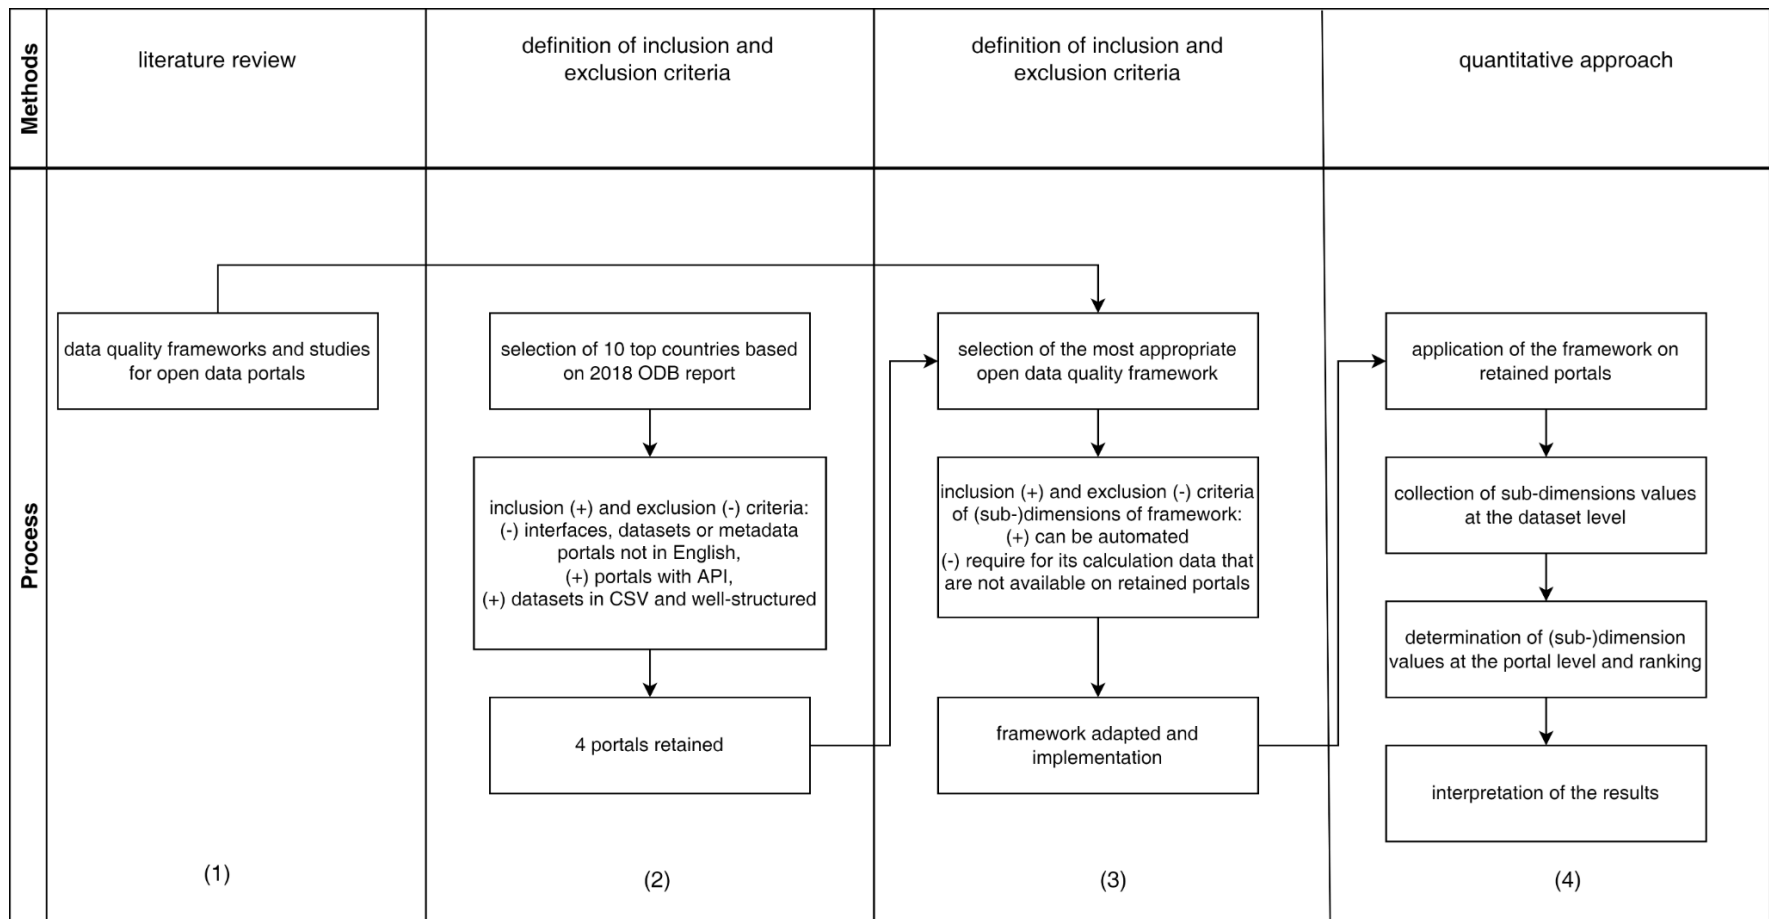 Methods
literature review
definition of inclusion and
exclusion criteria
definition of inclusion and
exclusion criteria
quantitative approach
Process
data quality frameworks and studies
for open data portals
(1)
selection of 10 top countries based
on 2018 ODB report
inclusion (+) and exclusion (-) criteria:
(-) interfaces, datasets or metadata
portals not in English,
(+) portals with API,
(+) datasets in CSV and well-structured
4 portals retained
(2)
selection of the most appropriate
open data quality framework
inclusion (+) and exclusion (-) criteria
of (sub-)dimensions of framework:
(+) can be automated
(-) require for its calculation data that
are not available on retained portals
framework adapted and
implementation
(3)
application of the framework on
retained portals
collection of sub-dimensions values
at the dataset level
determination of (sub-)dimension
values at the portal level and ranking
interpretation of the results
(4)